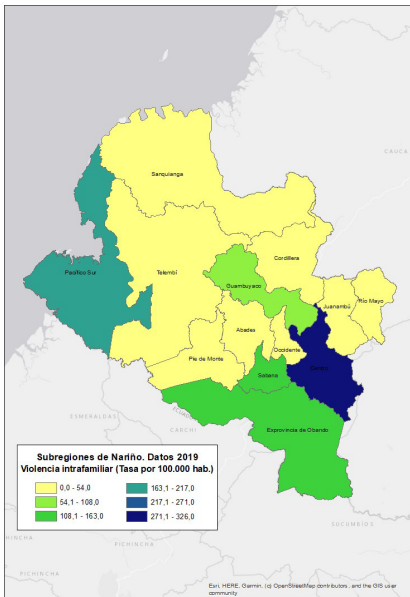 CAUCA
Sanquianga
Cordillera
Pacífico Sur
Telembí
Guambuyaco
Juanambú
Río Mayo
Abades
Occidente
Pie de Monte
Sabana
Centro
Exprovincia de Obando
ESMERALDAS
CARCHI
SUCUMBIOS
Subregiones de Nariño. Datos 2019
Violencia intrafamiliar (Tasa por 100.000 hab.)
0,0 - 54,0
163,1 - 217,0
54,1 - 108,0
217,1 - 271,0
108,1 - 163,0
271,1 - 326,0
PICHINCHA
PICHINCHA
Esri, HERE, Garmin, (c) OpenStreetMap contributors, and the GIS user
community